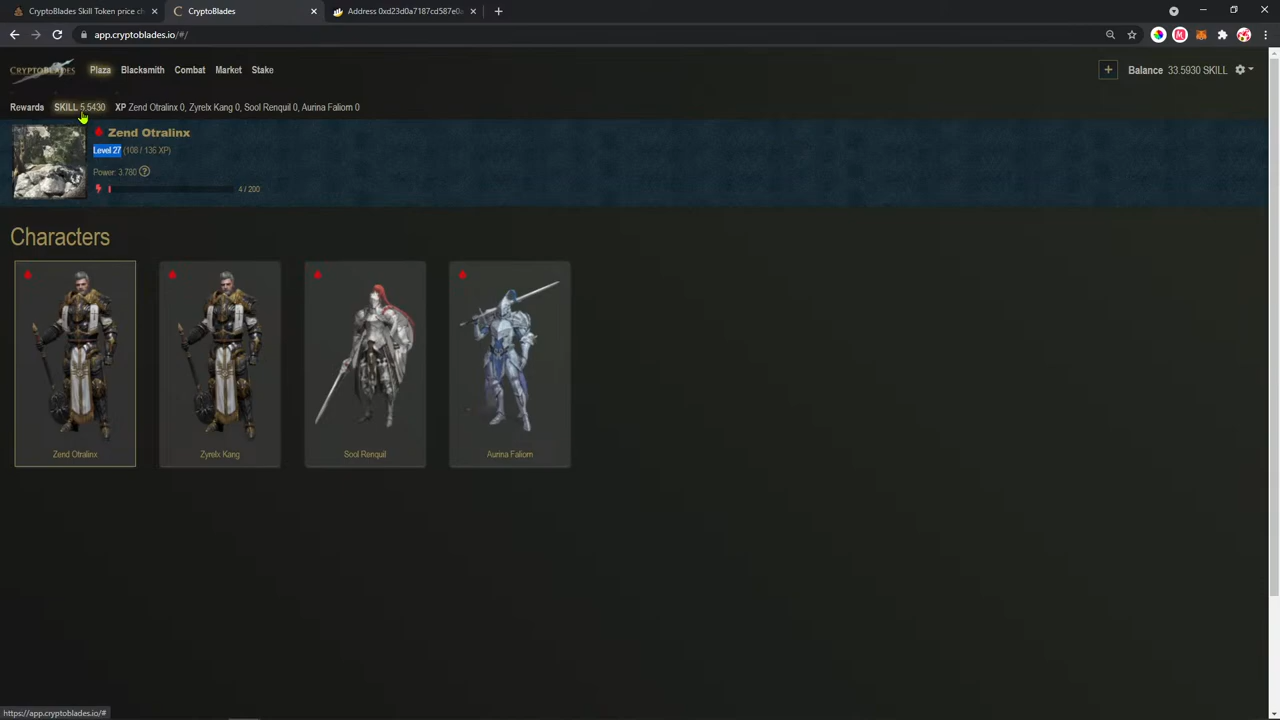 CryptoBlades Skill Token price ch
CryptoBlades
Address 0xd23d0a7187cd587e0a
app.cryptoblades.io/#/
CRYPTOBLADES
Plaza
Blacksmith
Combat
Market
Stake
Balance 33.5930 SKILL
Rewards SKILL 5.5430 XP Zend Otralinx 0, Zyrelx Kang 0, Sool Renquil 0, Aurina Faliom 0
Zend Otralinx
Level 27 (108 / 136 XP)
Power: 3.780
4 / 200
Characters
Zend Otralinx
Zyrelx Kang
Sool Renquil
Aurina Faliom
https://app.cryptoblades.io/#